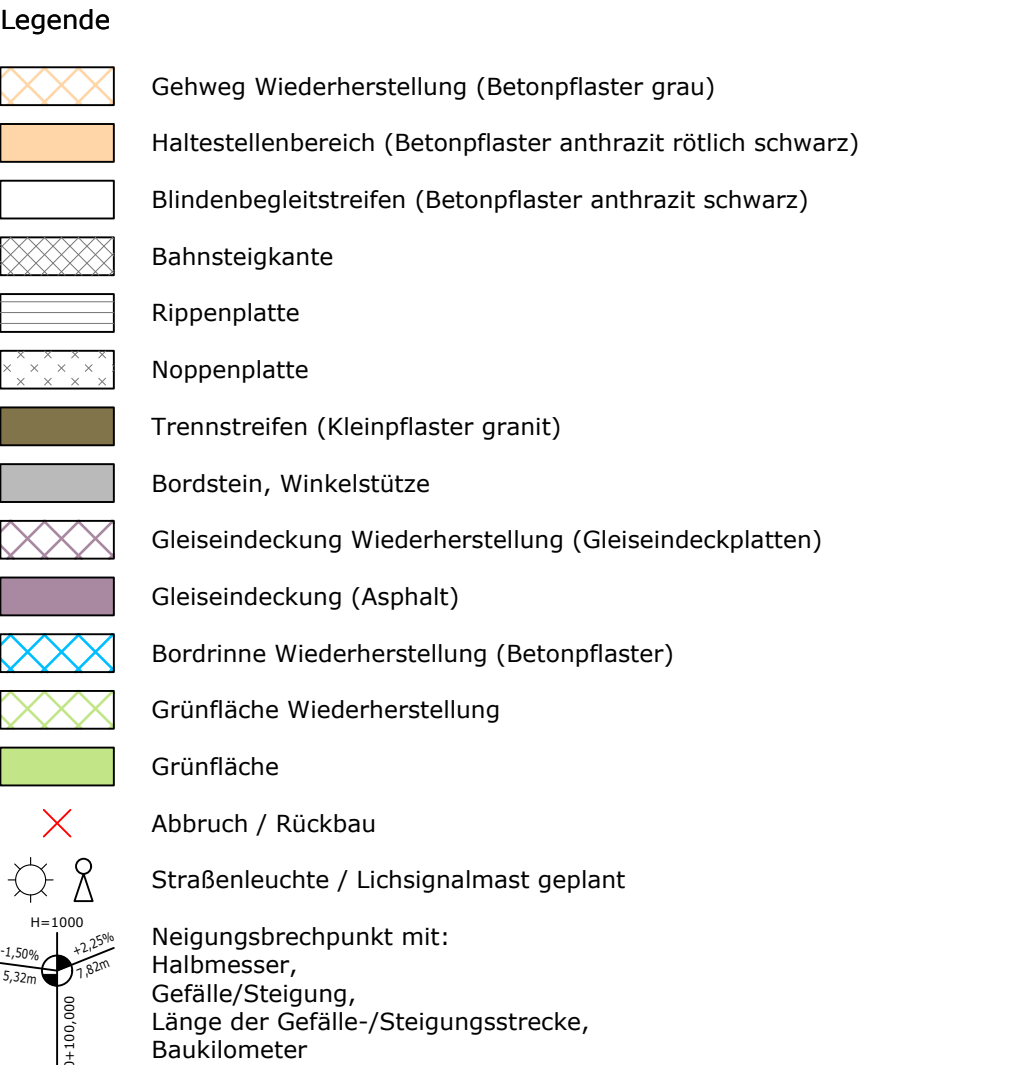 Legende
Gehweg Wiederherstellung (Betonpflaster grau)
Haltestellenbereich (Betonpflaster anthrazit rötlich schwarz)
Blindenbegleitstreifen (Betonpflaster anthrazit schwarz)
Bahnsteigkante
Rippenplatte
Noppenplatte
Trennstreifen (Kleinpflaster granit)
Bordstein, Winkelstütze
Gleiseindeckung Wiederherstellung (Gleiseindeckplatten)
Gleiseindeckung (Asphalt)
Bordrinne Wiederherstellung (Betonpflaster)
Grünfläche Wiederherstellung
Grünfläche
Abbruch / Rückbau
Straßenleuchte / Lichsignalmast geplant
H=1000
-1,50%
+2,25%
5,32m
7,82m
0+100,000
Neigungsbrechpunkt mit:
Halbmesser,
Gefälle/Steigung,
Länge der Gefälle-/Steigungsstrecke,
Baukilometer